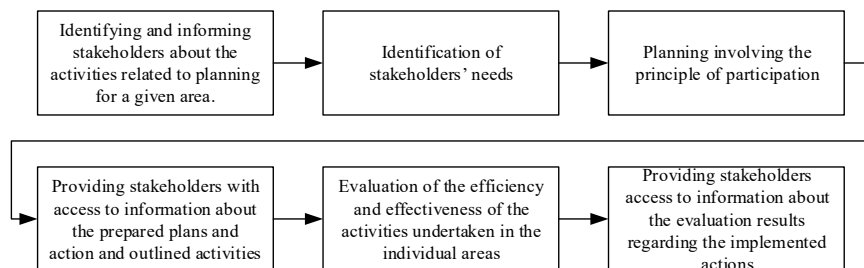 Identifying and informing
stakeholders about the
activities related to planning
for a given area.
Identification of
stakeholders’ needs
Planning involving the
principle of participation
Providing stakeholders with
access to information about
the prepared plans and
action and outlined activities
Evaluation of the efficiency
and effectiveness of the
activities undertaken in the
individual areas
Providing stakeholders
access to information about
the evaluation results
regarding the implemented
actions